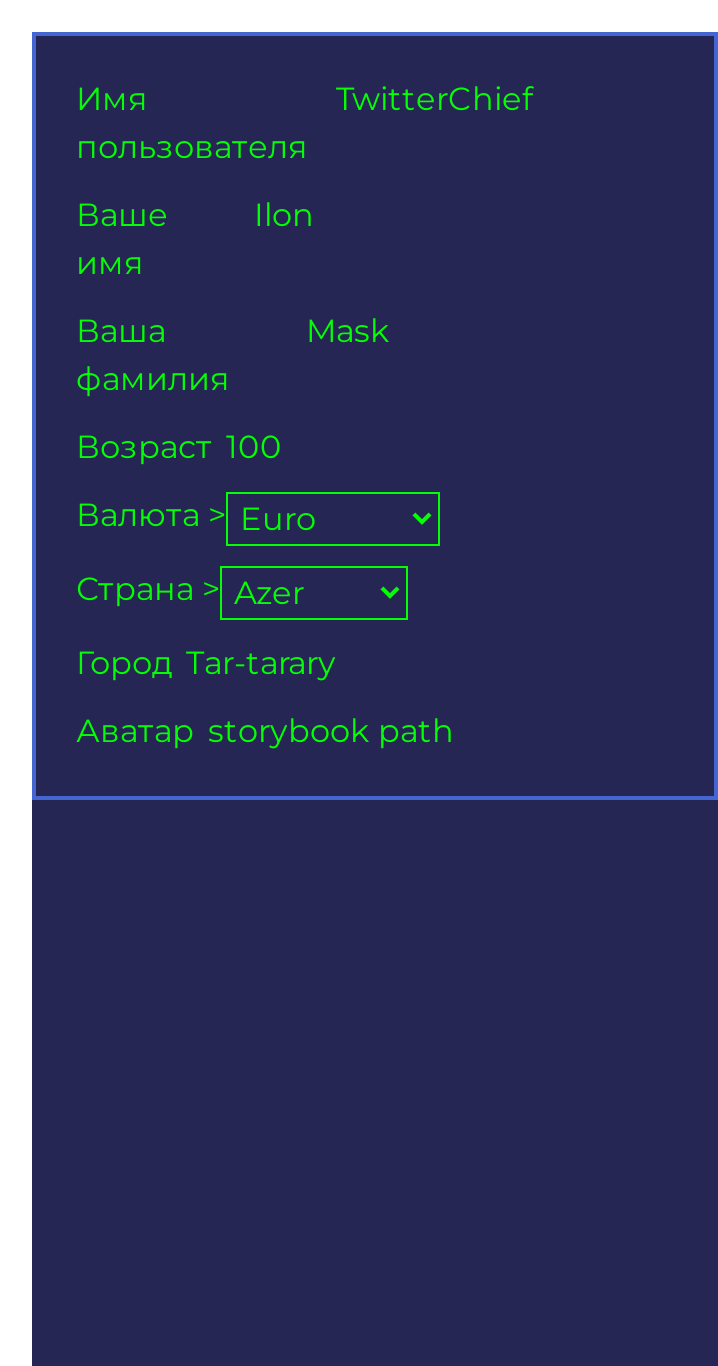 Имя TwitterChief
пользователя
Ваше Ilon
имя
Ваша Mask
фамилия
Возраст 100
Валюта > Euro
Страна > Azer
Город Tar-tarary
Аватар storybook path